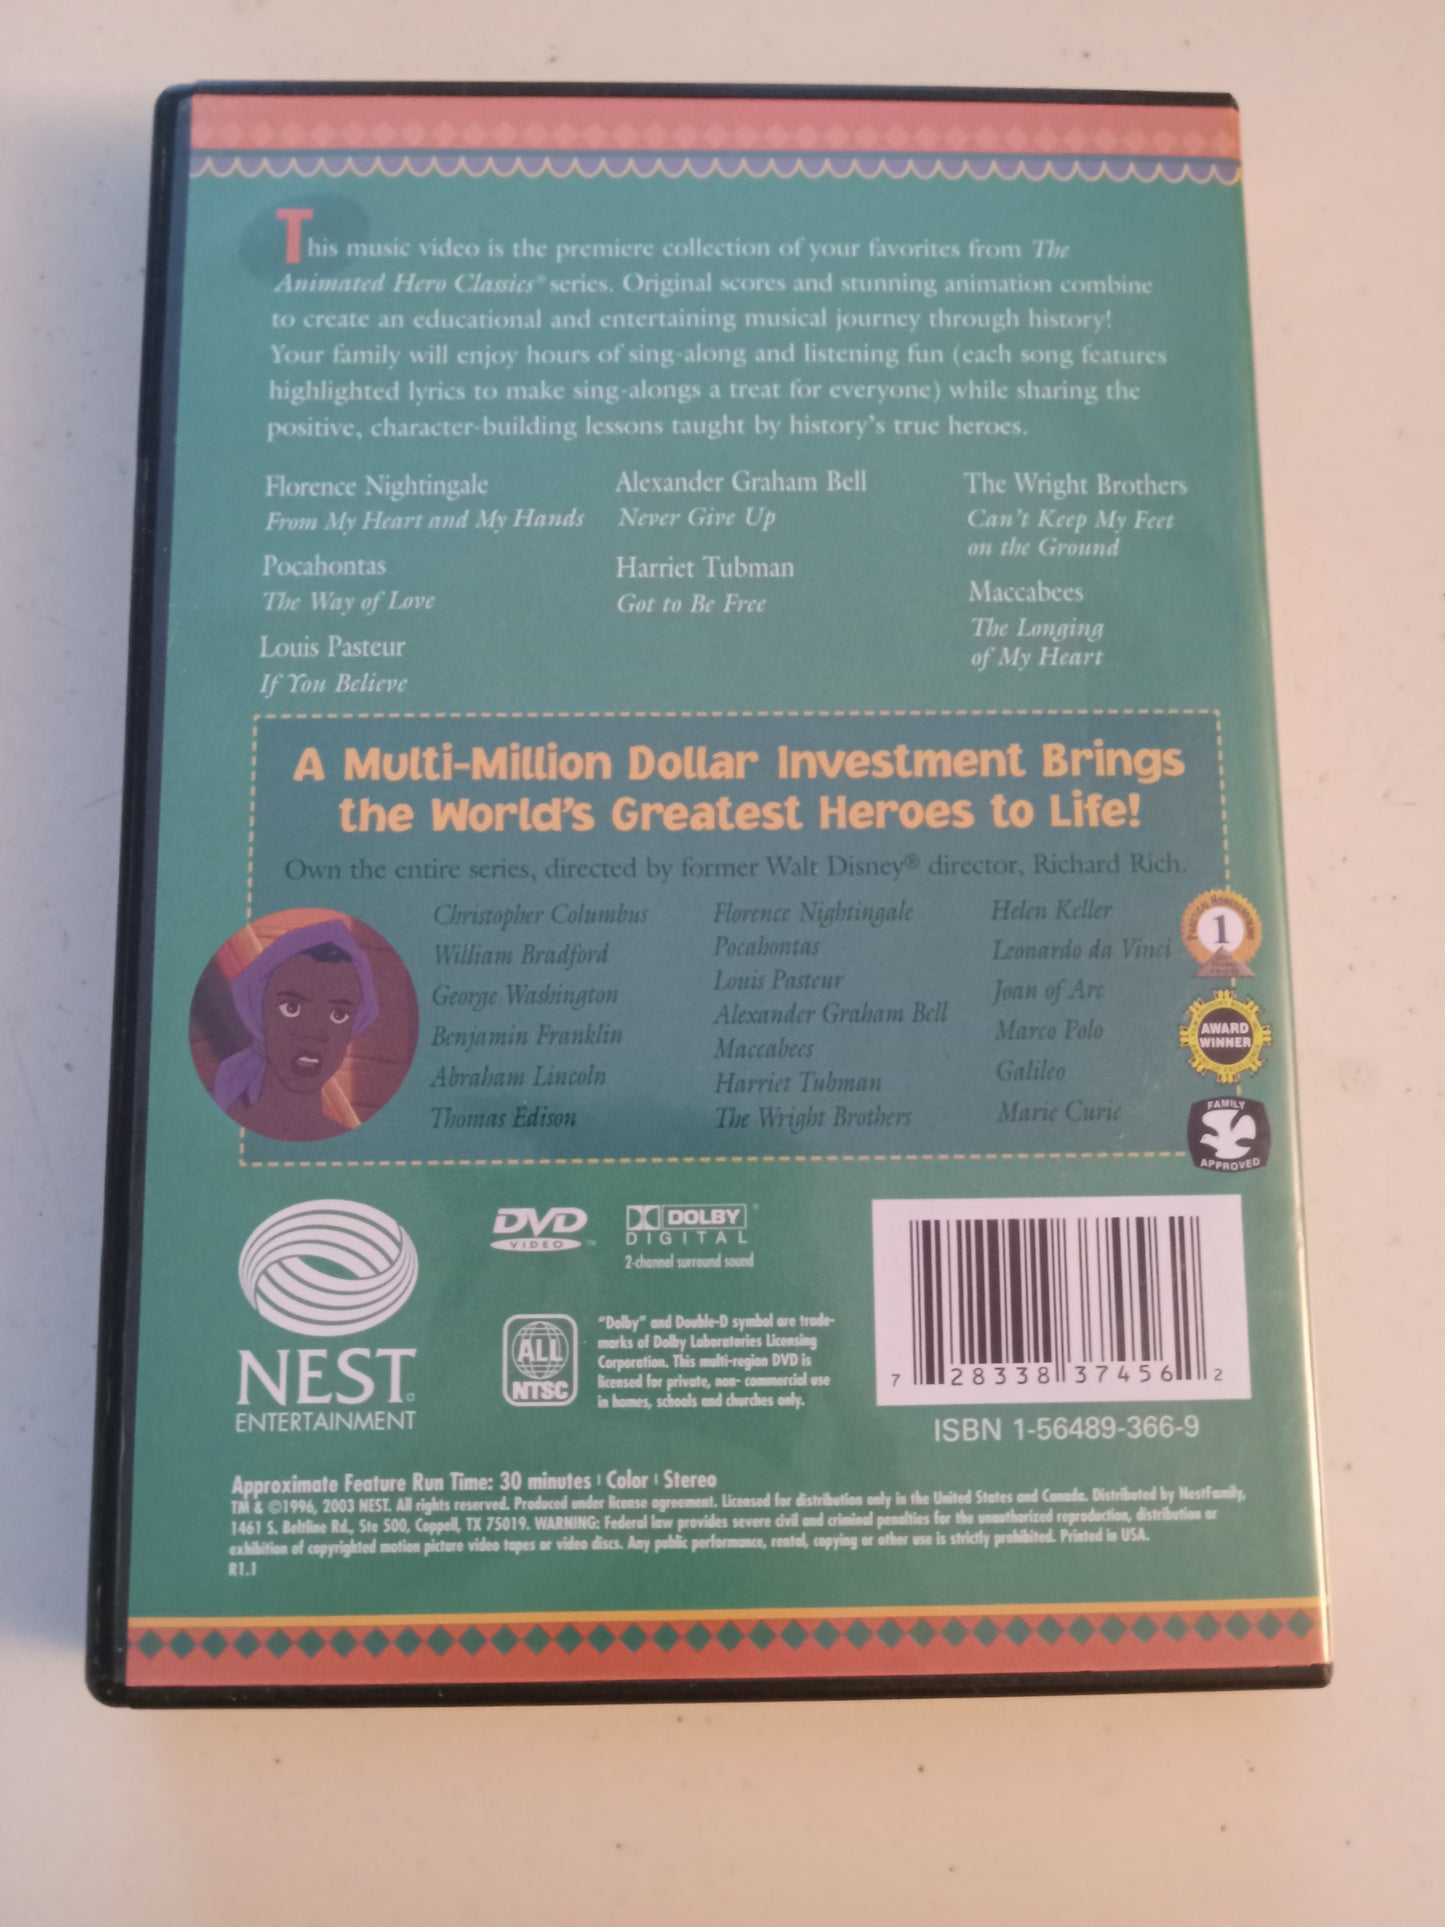 This music video is the premiere collection of your favorites from The
Animated Hero Classics® series. Original scores and stunning animation combine
to create an educational and entertaining musical journey through history!
Your family will enjoy hours of sing-along and listening fun (each song features
highlighted lyrics to make sing-alongs a treat for everyone) while sharing the
positive, character-building lessons taught by history's true heroes.
Florence Nightingale
From My Heart and My Hands
Pocahontas
The Way of Love
Louis Pasteur
If You Believe
Alexander Graham Bell
Never Give Up
Harriet Tubman
Got to Be Free
The Wright Brothers
Can't Keep My Feet
on the Ground
Maccabees
The Longing
of My Heart
A Multi-Million Dollar Investment Brings
the World's Greatest Heroes to Life!
Own the entire series, directed by former Walt Disney® director, Richard Rich.
Christopher Columbus
William Bradford
George Washington
Benjamin Franklin
Abraham Lincoln
Thomas Edison
Florence Nightingale
Pocahontas
Louis Pasteur
Alexander Graham Bell
Maccabees
Harriet Tubman
The Wright Brothers
Helen Keller
Leonardo da Vinci
Joan of Arc
Marco Polo
Galileo
Marie Curie
1
AWARD
WINNER
FAMILY
APPROVED
NEST
ENTERTAINMENT
DVD
VIDEO™
DOLBY®
DIGITAL
2-channel surround sound
ALL
NTSC
"Dolby" and Double-D symbol are trade-
marks of Dolby Laboratories Licensing
Corporation. This multi-region DVD is
licensed for private, non- commercial use
in homes, schools and churches only.
7 28338 37456 2
ISBN 1-56489-366-9
Approximate Feature Run Time: 30 minutes | Color | Stereo
TM & ©1996, 2003 NEST. All rights reserved. Produced under license agreement. Licensed for distribution only in the United States and Canada. Distributed by NestFamily,
1461 S. Beltline Rd., Ste 500, Coppell, TX 75019. WARNING: Federal law provides severe civil and criminal penalties for the unauthorized reproduction, distribution or
exhibition of copyrighted motion picture video tapes or video discs. Any public performance, rental, copying or other use is strictly prohibited. Printed in USA.
R1.1